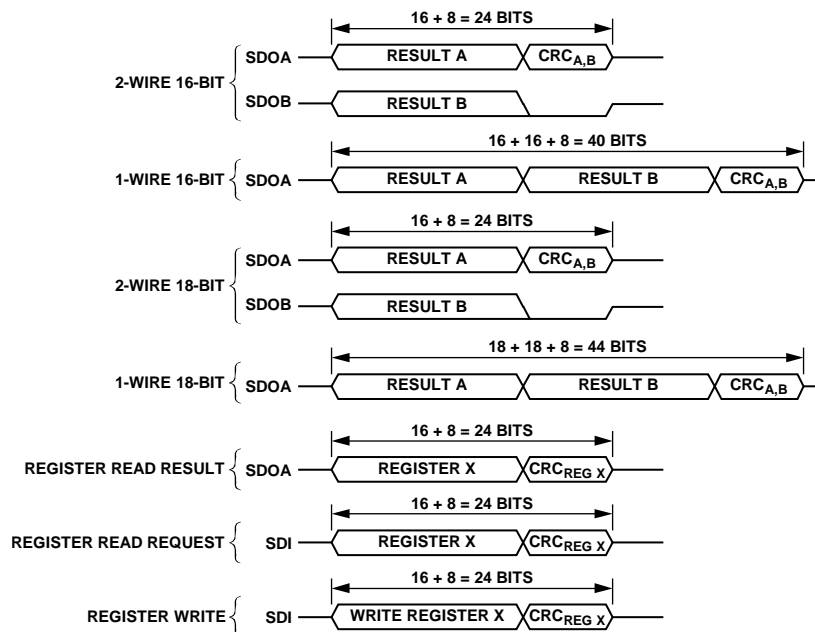 16 + 8 = 24 BITS
2-WIRE 16-BIT
SDOA RESULT A CRCA,B
SDOB RESULT B
16 + 16 + 8 = 40 BITS
1-WIRE 16-BIT SDOA RESULT A RESULT B CRCA,B
16 + 8 = 24 BITS
2-WIRE 18-BIT
SDOA RESULT A CRCA,B
SDOB RESULT B
18 + 18 + 8 = 44 BITS
1-WIRE 18-BIT SDOA RESULT A RESULT B CRCA,B
16 + 8 = 24 BITS
REGISTER READ RESULT SDOA REGISTER X CRCREG X
16 + 8 = 24 BITS
REGISTER READ REQUEST SDI REGISTER X CRCREG X
16 + 8 = 24 BITS
REGISTER WRITE SDI WRITE REGISTER X CRCREG X